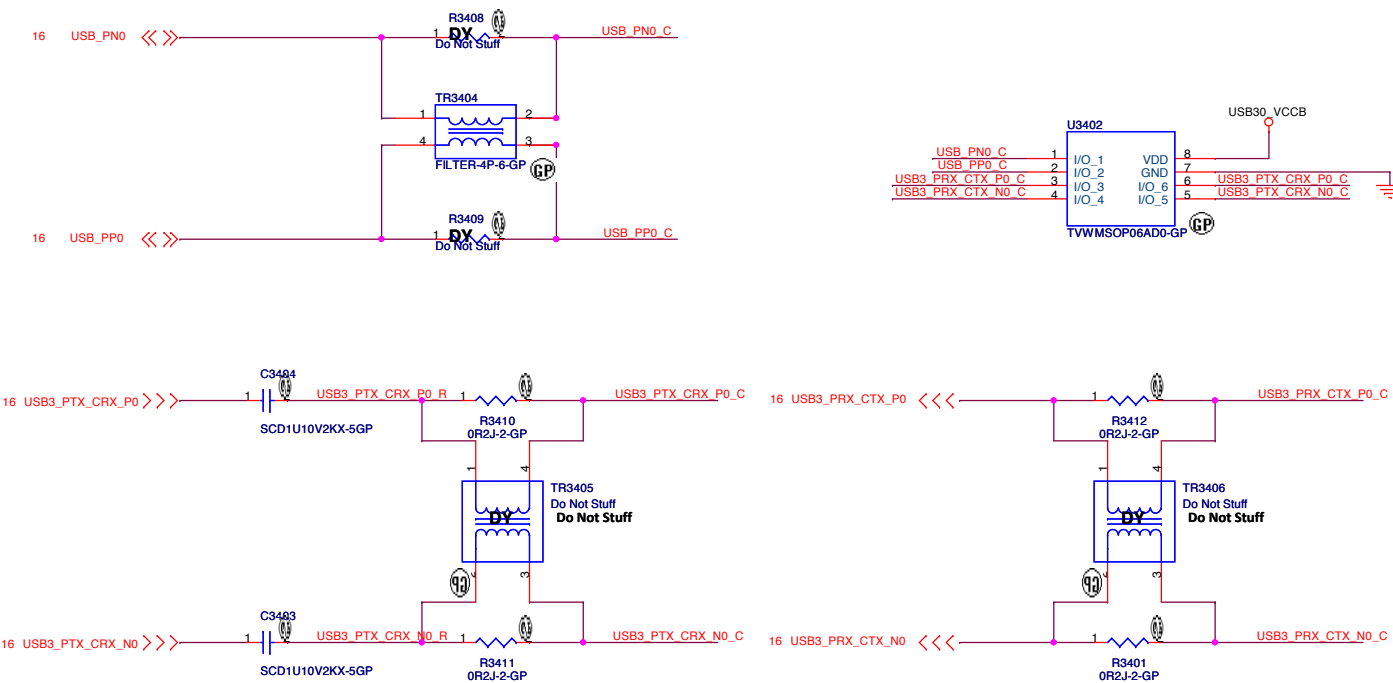 R3408
16 USB_PN0
1
DY
Do Not Stuff
USB_PN0_C
TR3404
1 2
4 3
FILTER-4P-6-GP
GP
R3409
16 USB_PP0
1
DY
Do Not Stuff
USB_PP0_C
USB30_VCCB
U3402
USB_PN0_C 1 I/O_1 VDD 8
USB_PP0_C 2 I/O_2 GND 7
USB3_PRX_CTX_P0_C 3 I/O_3 I/O_6 6 USB3_PTX_CRX_P0_C
USB3_PRX_CTX_N0_C 4 I/O_4 I/O_5 5 USB3_PTX_CRX_N0_C
TVWMSOP06AD0-GP
GP
C3404
16 USB3_PTX_CRX_P0
1
USB3_PTX_CRX_P0_R
1
USB3_PTX_CRX_P0_C
SCD1U10V2KX-5GP
R3410
0R2J-2-GP
1 4
TR3405
Do Not Stuff
DY
Do Not Stuff
GP
3
C3403
16 USB3_PTX_CRX_N0
1
USB3_PTX_CRX_N0_R
1
USB3_PTX_CRX_N0_C
SCD1U10V2KX-5GP
R3411
0R2J-2-GP
16 USB3_PRX_CTX_P0
1
USB3_PRX_CTX_P0_C
R3412
0R2J-2-GP
1 4
TR3406
Do Not Stuff
DY
Do Not Stuff
GP
3
16 USB3_PRX_CTX_N0
1
USB3_PRX_CTX_N0_C
R3401
0R2J-2-GP